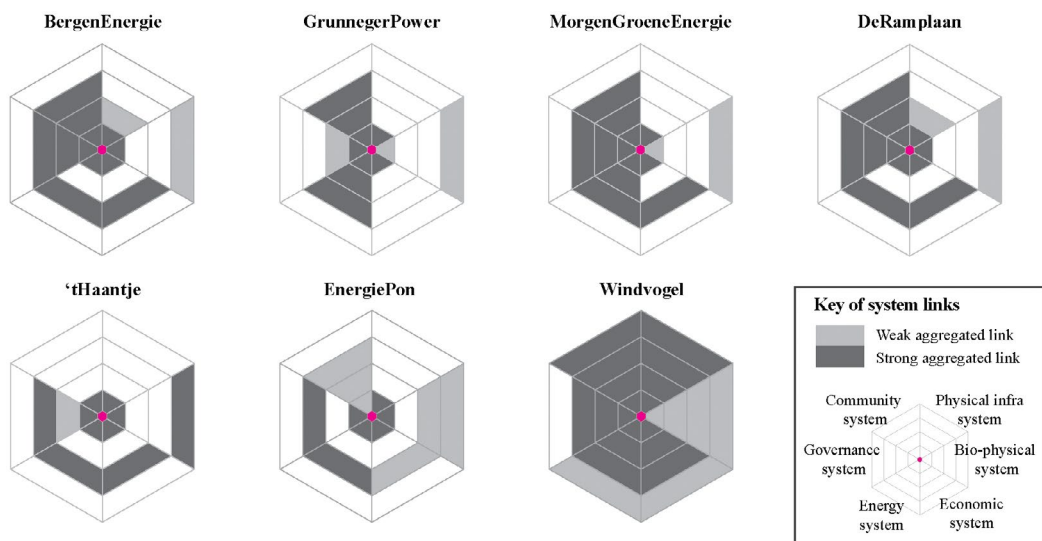 BergenEnergie
GrunnegerPower
MorgenGroeneEnergie
DeRamplaan
‘tHaantje
EnergiePon
Windvogel
Key of system links
Weak aggregated link
Strong aggregated link
Community
system
Physical infra
system
Governance
system
Bio-physical
system
Energy
system
Economic
system